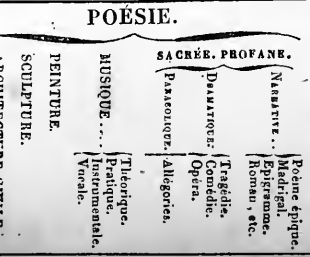 POÉSIE.
SACRÉE. PROFANE.
NARRATIVE...
Poème épique.
Madrigal.
Epigramme.
Roman, etc.
DRAMATIQUE.
Tragédie.
Comédie.
Opéra.
PARABOLIQUE.
Allégories.
MUSIQUE....
Théorique.
Pratique.
Instrumentale.
Vocale.
PEINTURE.
SCULPTURE.